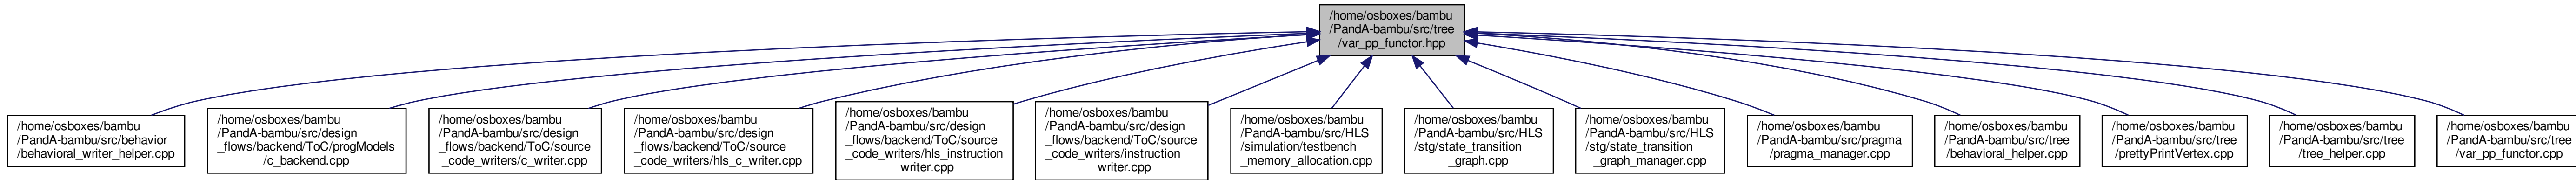 /home/osboxes/bambu
/PandA-bambu/src/tree
/var_pp_functor.hpp
/home/osboxes/bambu
/PandA-bambu/src/behavior
/behavioral_writer_helper.cpp
/home/osboxes/bambu
/PandA-bambu/src/design
_flows/backend/ToC/progModels
/c_backend.cpp
/home/osboxes/bambu
/PandA-bambu/src/design
_flows/backend/ToC/source
_code_writers/c_writer.cpp
/home/osboxes/bambu
/PandA-bambu/src/design
_flows/backend/ToC/source
_code_writers/hls_c_writer.cpp
/home/osboxes/bambu
/PandA-bambu/src/design
_flows/backend/ToC/source
_code_writers/hls_instruction
_writer.cpp
/home/osboxes/bambu
/PandA-bambu/src/design
_flows/backend/ToC/source
_code_writers/instruction
_writer.cpp
/home/osboxes/bambu
/PandA-bambu/src/HLS
/simulation/testbench
_memory_allocation.cpp
/home/osboxes/bambu
/PandA-bambu/src/HLS
/stg/state_transition
_graph.cpp
/home/osboxes/bambu
/PandA-bambu/src/HLS
/stg/state_transition
_graph_manager.cpp
/home/osboxes/bambu
/PandA-bambu/src/pragma
/pragma_manager.cpp
/home/osboxes/bambu
/PandA-bambu/src/tree
/behavioral_helper.cpp
/home/osboxes/bambu
/PandA-bambu/src/tree
/prettyPrintVertex.cpp
/home/osboxes/bambu
/PandA-bambu/src/tree
/tree_helper.cpp
/home/osboxes/bambu
/PandA-bambu/src/tree
/var_pp_functor.cpp